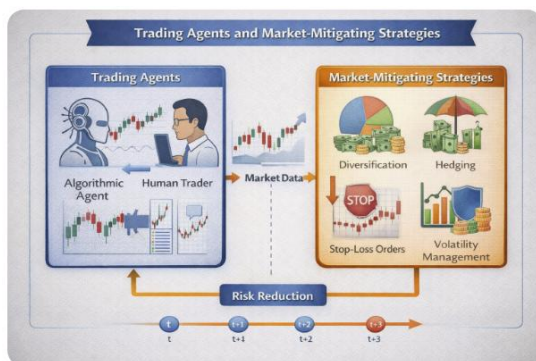 Trading Agents and Market-Mitigating Strategies
Trading Agents
Algorithmic
Agent
Human Trader
Market Data
Market-Mitigating Strategies
Diversification
Hedging
STOP
Stop-Loss Orders
Volatility
Management
Risk Reduction
t
t+1
t+2
t+3
t
t+1
t+2
t+3